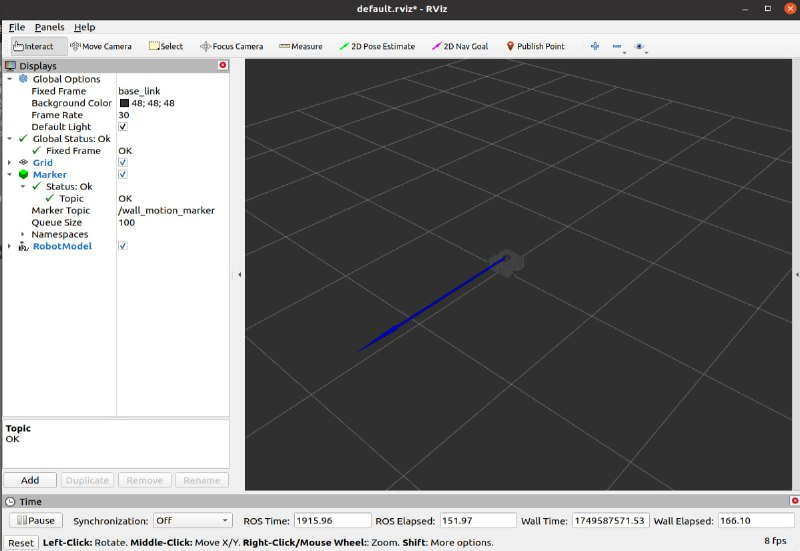 default.rviz* - RViz
File Panels Help
Interact Move Camera Select Focus Camera Measure 2D Pose Estimate 2D Nav Goal Publish Point
Displays
Global Options
Fixed Frame base_link
Background Color 48; 48; 48
Frame Rate 30
Default Light
Global Status: Ok
Fixed Frame OK
Grid
Marker
Status: Ok
Topic OK
Marker Topic /wall_motion_marker
Queue Size 100
Namespaces
RobotModel
Topic
OK
Add Duplicate Remove Rename
Time
Pause Synchronization: Off ROS Time: 1915.96 ROS Elapsed: 151.97 Wall Time: 1749587571.53 Wall Elapsed: 166.10
Reset Left-Click: Rotate. Middle-Click: Move X/Y. Right-Click/Mouse Wheel:: Zoom. Shift: More options. 8 fps